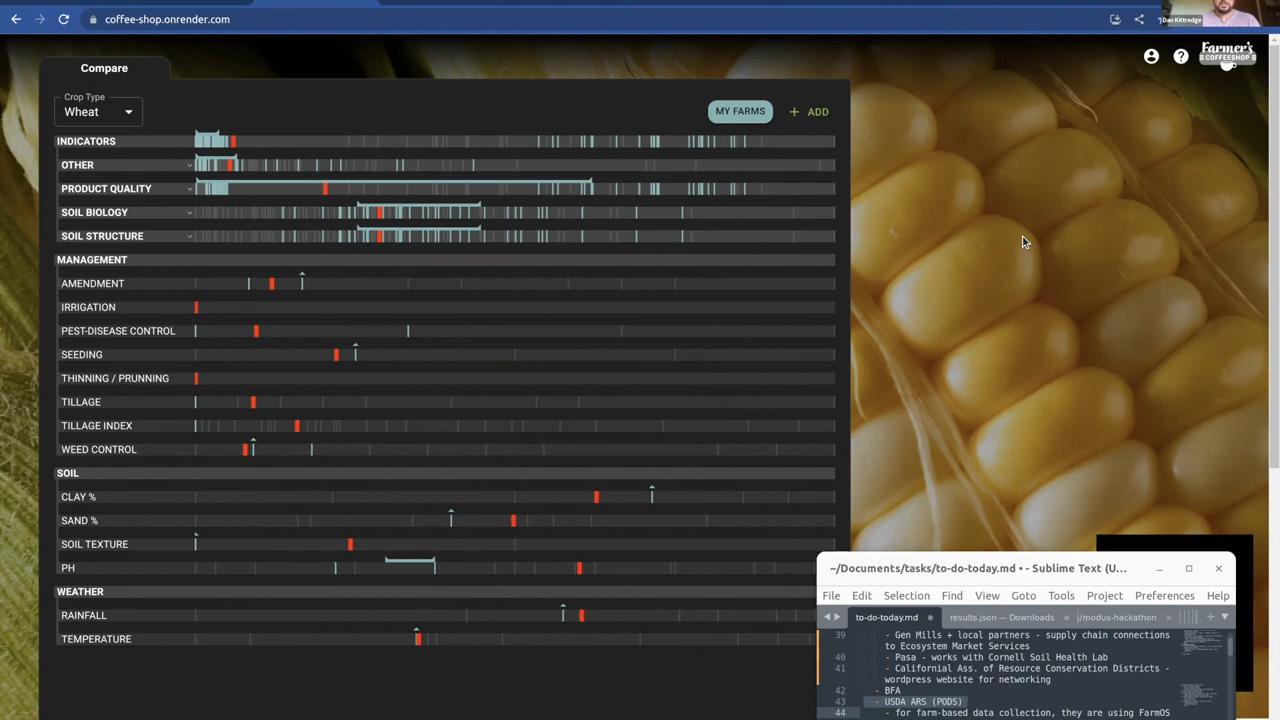 coffee-shop.onrender.com
Dan Kittredge
Compare
Farmer's
COFFEESHOP
Crop Type
Wheat
MY FARMS
+ ADD
INDICATORS
OTHER
PRODUCT QUALITY
SOIL BIOLOGY
SOIL STRUCTURE
MANAGEMENT
AMENDMENT
IRRIGATION
PEST-DISEASE CONTROL
SEEDING
THINNING / PRUNNING
TILLAGE
TILLAGE INDEX
WEED CONTROL
SOIL
CLAY %
SAND %
SOIL TEXTURE
PH
WEATHER
RAINFALL
TEMPERATURE
~/Documents/tasks/to-do-today.md • - Sublime Text (U...
File Edit Selection Find View Goto Tools Project Preferences Help
to-do-today.md results.json — Downloads /modus-hackathon
39 - Gen Mills + local partners - supply chain connections
to Ecosystem Market Services
40 - Pasa - works with Cornell Soil Health Lab
41 - Californial Ass. of Resource Conservation Districts -
wordpress website for networking
42 - BFA
43 - USDA ARS (PODS)
44 - for farm-based data collection, they are using FarmOS